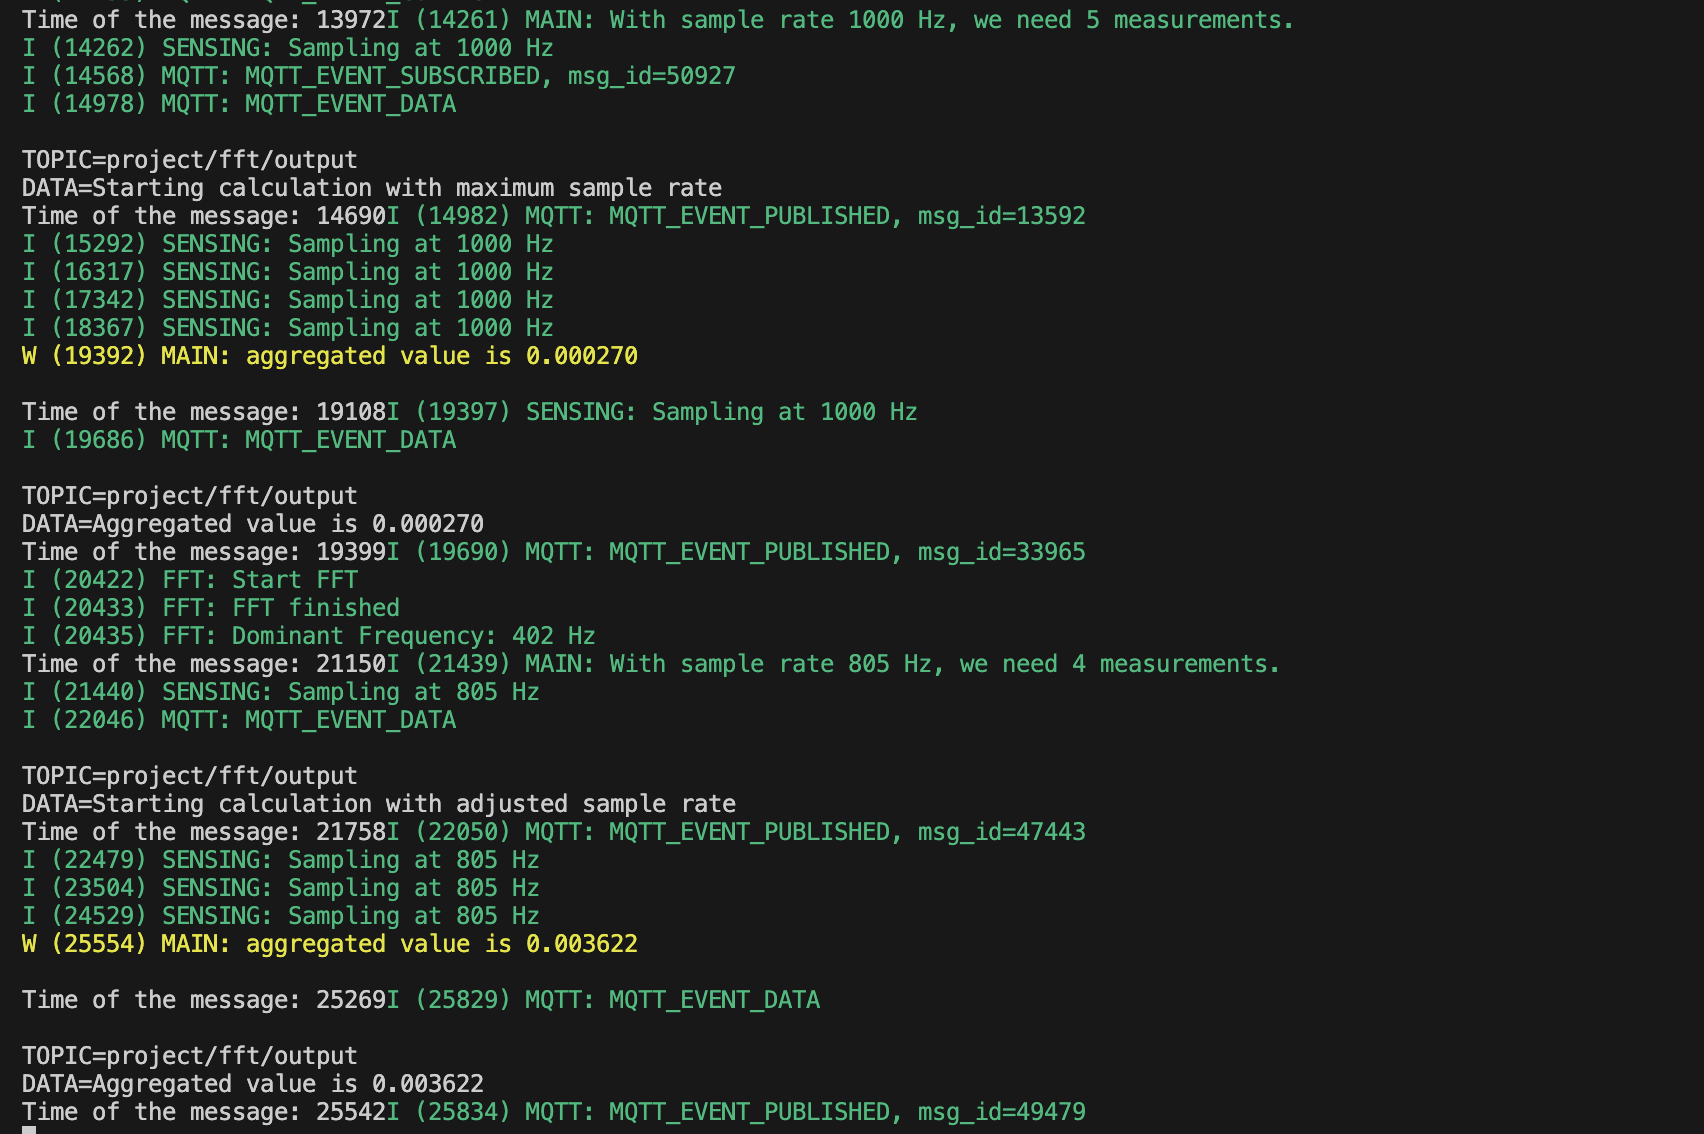 Time of the message: 13972I (14261) MAIN: With sample rate 1000 Hz, we need 5 measurements.
I (14262) SENSING: Sampling at 1000 Hz
I (14568) MQTT: MQTT_EVENT_SUBSCRIBED, msg_id=50927
I (14978) MQTT: MQTT_EVENT_DATA
TOPIC=project/fft/output
DATA=Starting calculation with maximum sample rate
Time of the message: 14690I (14982) MQTT: MQTT_EVENT_PUBLISHED, msg_id=13592
I (15292) SENSING: Sampling at 1000 Hz
I (16317) SENSING: Sampling at 1000 Hz
I (17342) SENSING: Sampling at 1000 Hz
I (18367) SENSING: Sampling at 1000 Hz
W (19392) MAIN: aggregated value is 0.000270
Time of the message: 19108I (19397) SENSING: Sampling at 1000 Hz
I (19686) MQTT: MQTT_EVENT_DATA
TOPIC=project/fft/output
DATA=Aggregated value is 0.000270
Time of the message: 19399I (19690) MQTT: MQTT_EVENT_PUBLISHED, msg_id=33965
I (20422) FFT: Start FFT
I (20433) FFT: FFT finished
I (20435) FFT: Dominant Frequency: 402 Hz
Time of the message: 21150I (21439) MAIN: With sample rate 805 Hz, we need 4 measurements.
I (21440) SENSING: Sampling at 805 Hz
I (22046) MQTT: MQTT_EVENT_DATA
TOPIC=project/fft/output
DATA=Starting calculation with adjusted sample rate
Time of the message: 21758I (22050) MQTT: MQTT_EVENT_PUBLISHED, msg_id=47443
I (22479) SENSING: Sampling at 805 Hz
I (23504) SENSING: Sampling at 805 Hz
I (24529) SENSING: Sampling at 805 Hz
W (25554) MAIN: aggregated value is 0.003622
Time of the message: 25269I (25829) MQTT: MQTT_EVENT_DATA
TOPIC=project/fft/output
DATA=Aggregated value is 0.003622
Time of the message: 25542I (25834) MQTT: MQTT_EVENT_PUBLISHED, msg_id=49479